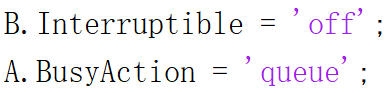 B.Interruptible = 'off';
A.BusyAction = 'queue';